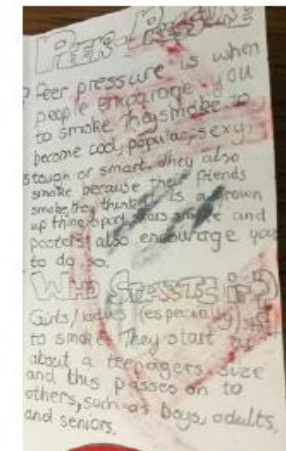 PEER-PRESSURE
Peer pressure is when
people encourage you
to smoke. They smoke to
become cool, popular, sexy,
tough or smart. They also
smoke because their friends
smoke, they think is a grown
up thing, sport stars smoke and
posters also encourage you
to do so.
WHO STARTS it?
Girls/ladies (especially) start
to smoke. They start
about a teenagers size
and this passes on to
others, such as boys, adults,
and seniors.